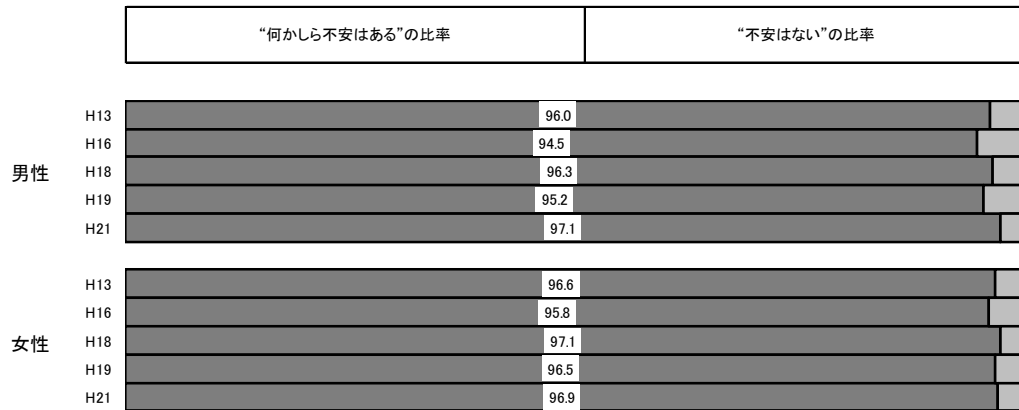 “何かしら不安はある”の比率 “不安はない”の比率
H13 96.0
H16 94.5
男性 H18 96.3
H19 95.2
H21 97.1
H13 96.6
H16 95.8
女性 H18 97.1
H19 96.5
H21 96.9